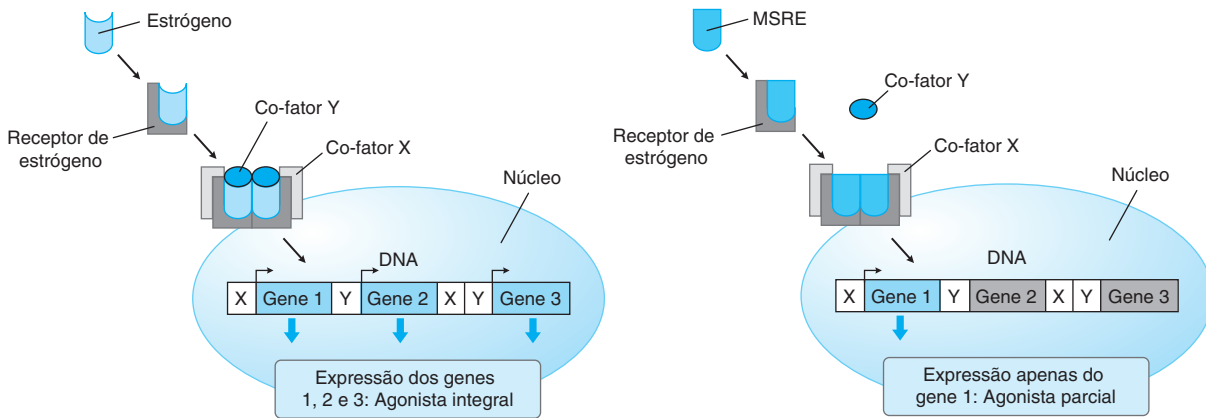 Estrógeno
Receptor de
estrógeno
Co-fator Y
Co-fator X
Núcleo
DNA
X Gene 1 Y Gene 2 X Y Gene 3
Expressão dos genes
1, 2 e 3: Agonista integral
MSRE
Co-fator Y
Receptor de
estrógeno
Co-fator X
Núcleo
DNA
X Gene 1 Y Gene 2 X Y Gene 3
Expressão apenas do
gene 1: Agonista parcial